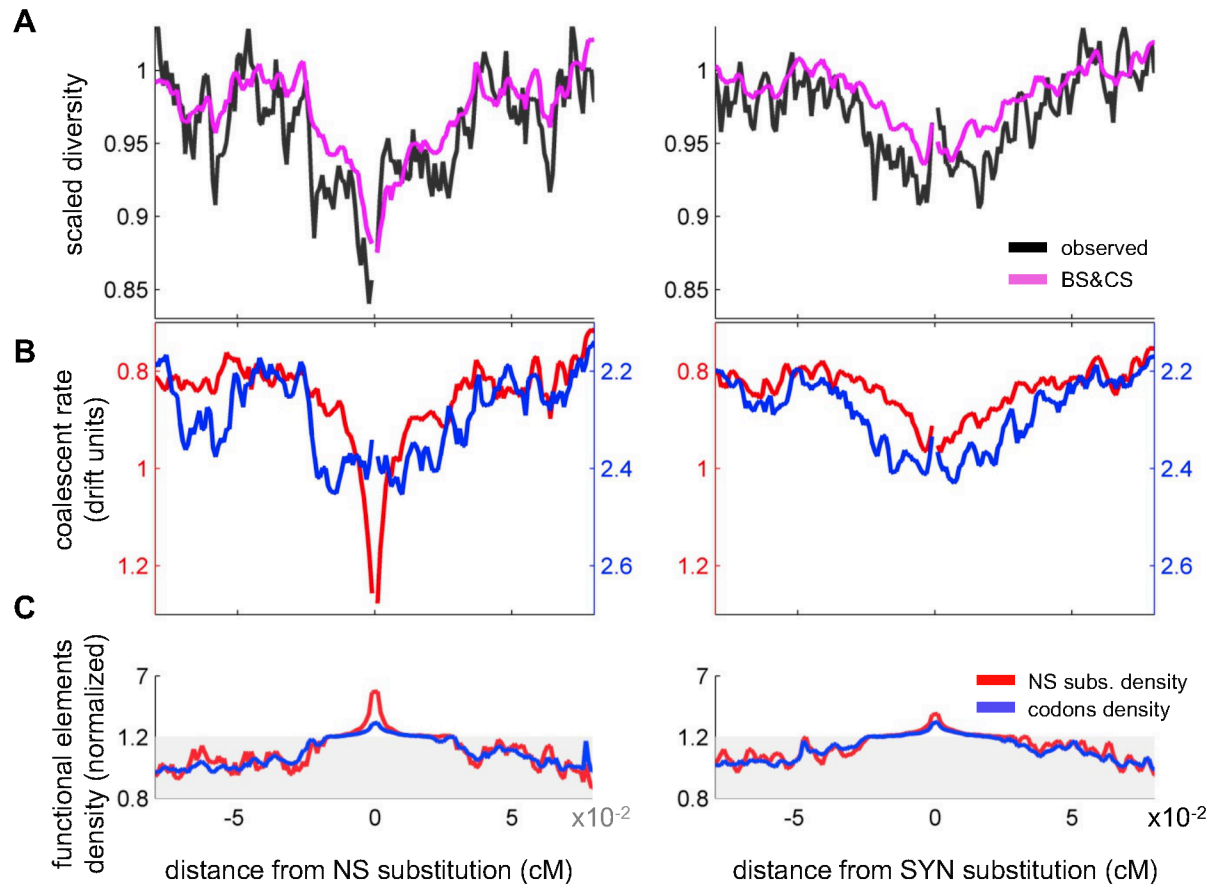 A
scaled diversity
1
0.95
0.9
0.85
1
0.95
0.9
0.85
observed
BS&CS
B
coalescent rate
(drift units)
0.8
1
1.2
2.2
2.4
2.6
0.8
1
1.2
2.2
2.4
2.6
C
functional elements
density (normalized)
7
1.2
0.8
7
1.2
0.8
NS subs. density
codons density
-5 0 5 x10-2
-5 0 5 x10-2
distance from NS substitution (cM)
distance from SYN substitution (cM)